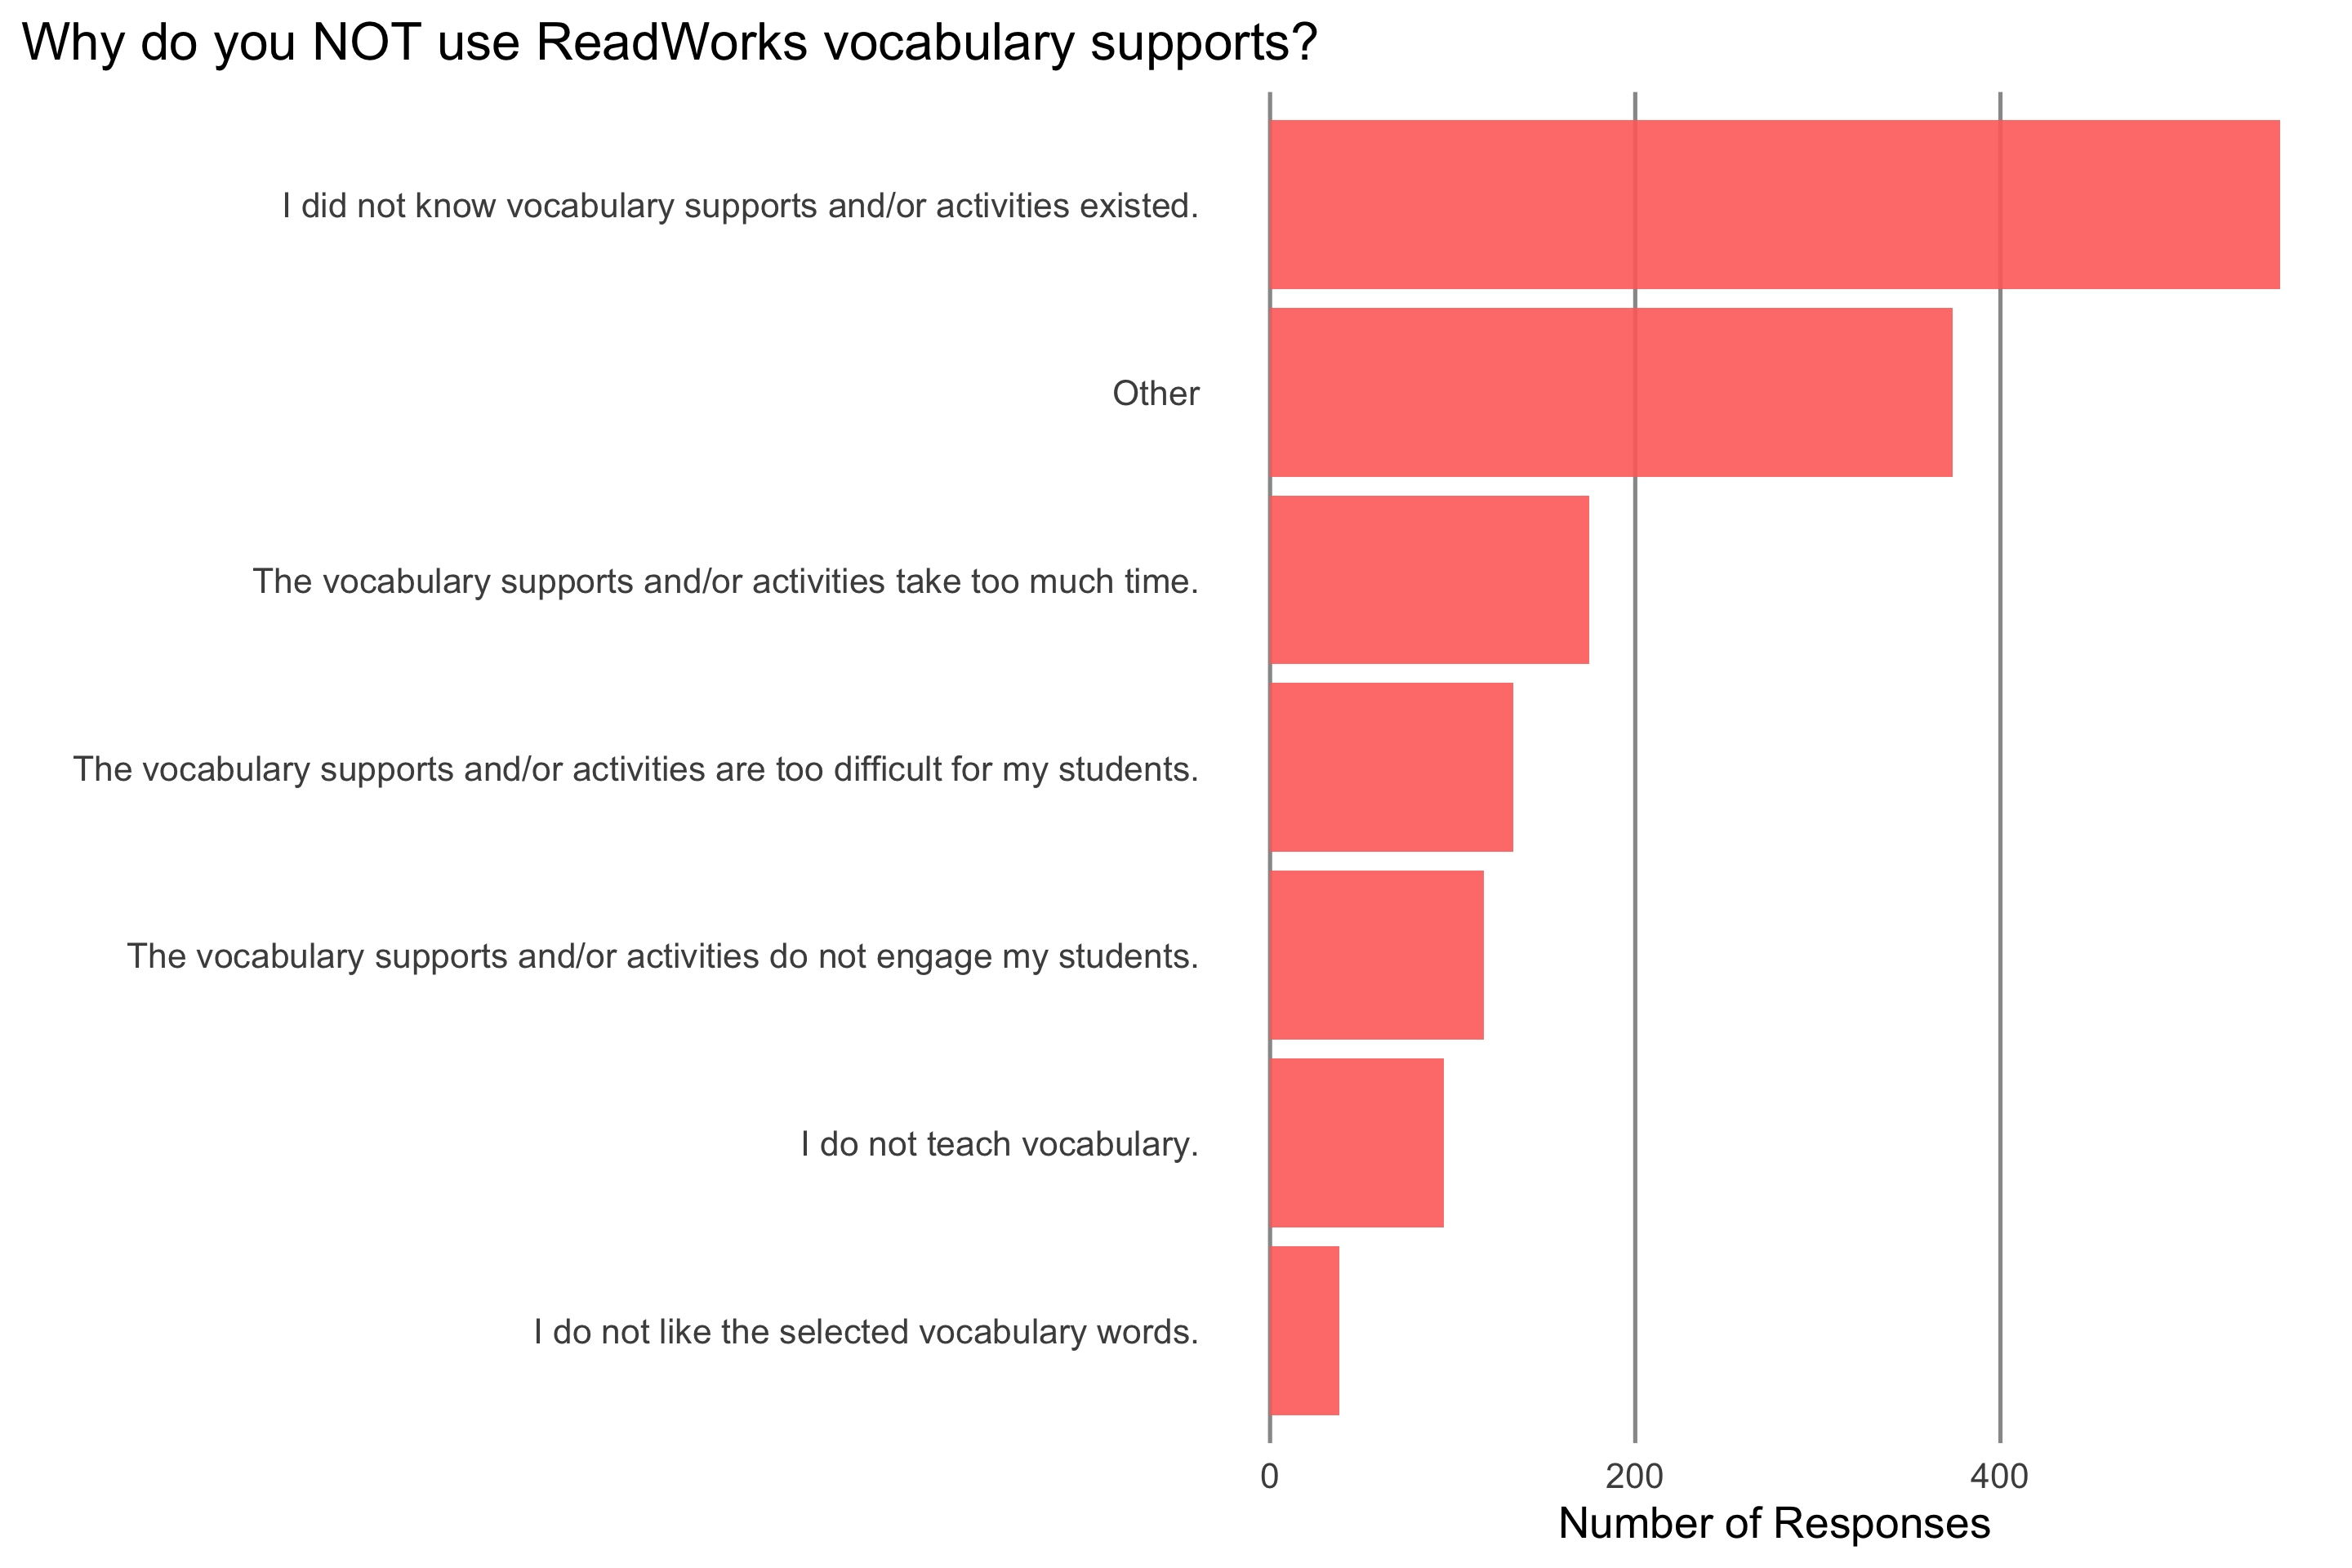 Why do you NOT use ReadWorks vocabulary supports?
I did not know vocabulary supports and/or activities existed.
Other
The vocabulary supports and/or activities take too much time.
The vocabulary supports and/or activities are too difficult for my students.
The vocabulary supports and/or activities do not engage my students.
I do not teach vocabulary.
I do not like the selected vocabulary words.
0 200 400
Number of Responses